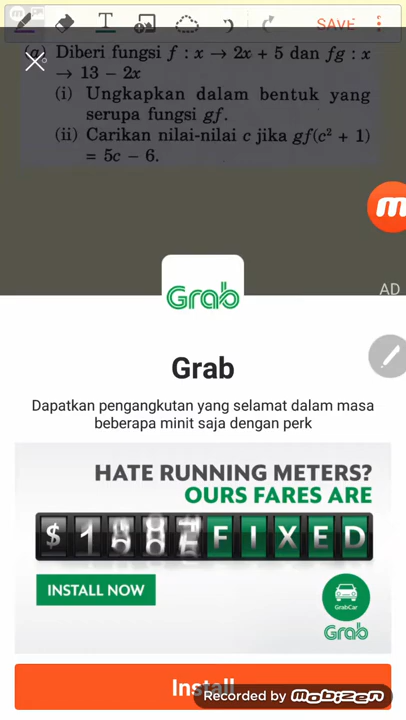 T SAVE
(a) Diberi fungsi f : x → 2x + 5 dan fg : x
→ 13 − 2x
(i) Ungkapkan dalam bentuk yang
serupa fungsi gf.
(ii) Carikan nilai-nilai c jika gf(c² + 1)
= 5c − 6.
Grab
AD
Grab
Dapatkan pengangkutan yang selamat dalam masa
beberapa minit saja dengan perk
HATE RUNNING METERS?
OURS FARES ARE
$ FIXED
INSTALL NOW
GrabCar
Grab
Install
Recorded by mobizen